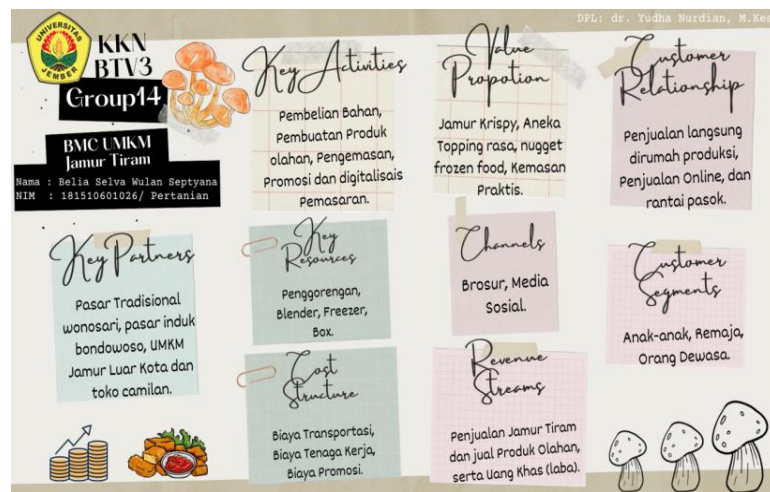 DPL: dr. Yudha Nurdian, M.Kes
UNIVERSITAS
JEMBER
KKN
BTV3
Group14
BMC UMKM
Jamur Tiram
Nama : Belia Selva Wulan Septyana
NIM : 181510601026/ Pertanian
Key Activities
Pembelian Bahan,
Pembuatan Produk
olahan, Pengemasan,
Promosi dan digitalisais
Pemasaran.
Value
Propotion
Jamur Krispy, Aneka
Topping rasa, nugget
frozen food, Kemasan
Praktis.
Customer
Relationship
Penjualan langsung
dirumah produksi,
Penjualan Online, dan
rantai pasok.
Key Partners
Pasar Tradisional
wonosari, pasar induk
bondowoso, UMKM
Jamur Luar Kota dan
toko camilan.
Key
Resources
Penggorengan,
Blender, Freezer,
Box.
Channels
Brosur, Media
Sosial.
Customer
Segments
Anak-anak, Remaja,
Orang Dewasa.
Cost
Structure
Biaya Transportasi,
Biaya Tenaga Kerja,
Biaya Promosi.
Revenue
Streams
Penjualan Jamur Tiram
dan jual Produk Olahan,
serta Uang Khas (laba).